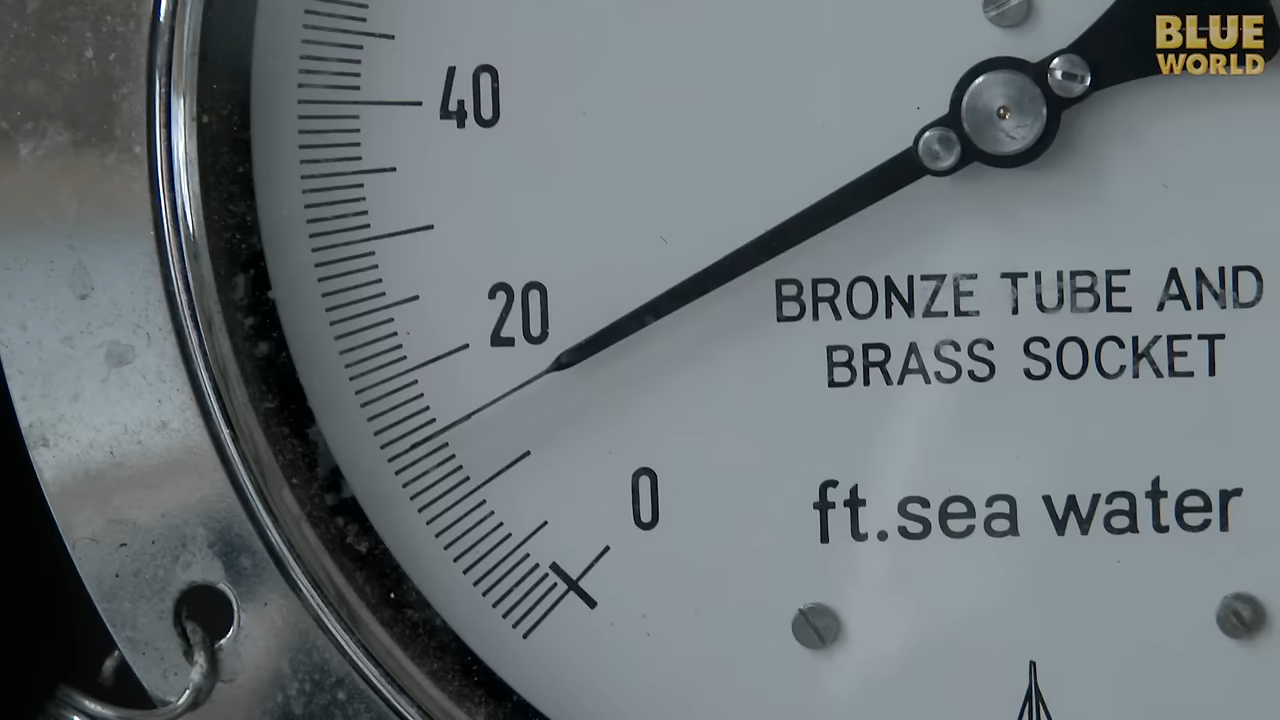 BLUE
WORLD
40
20
BRONZE TUBE AND
BRASS SOCKET
0
ft.sea water